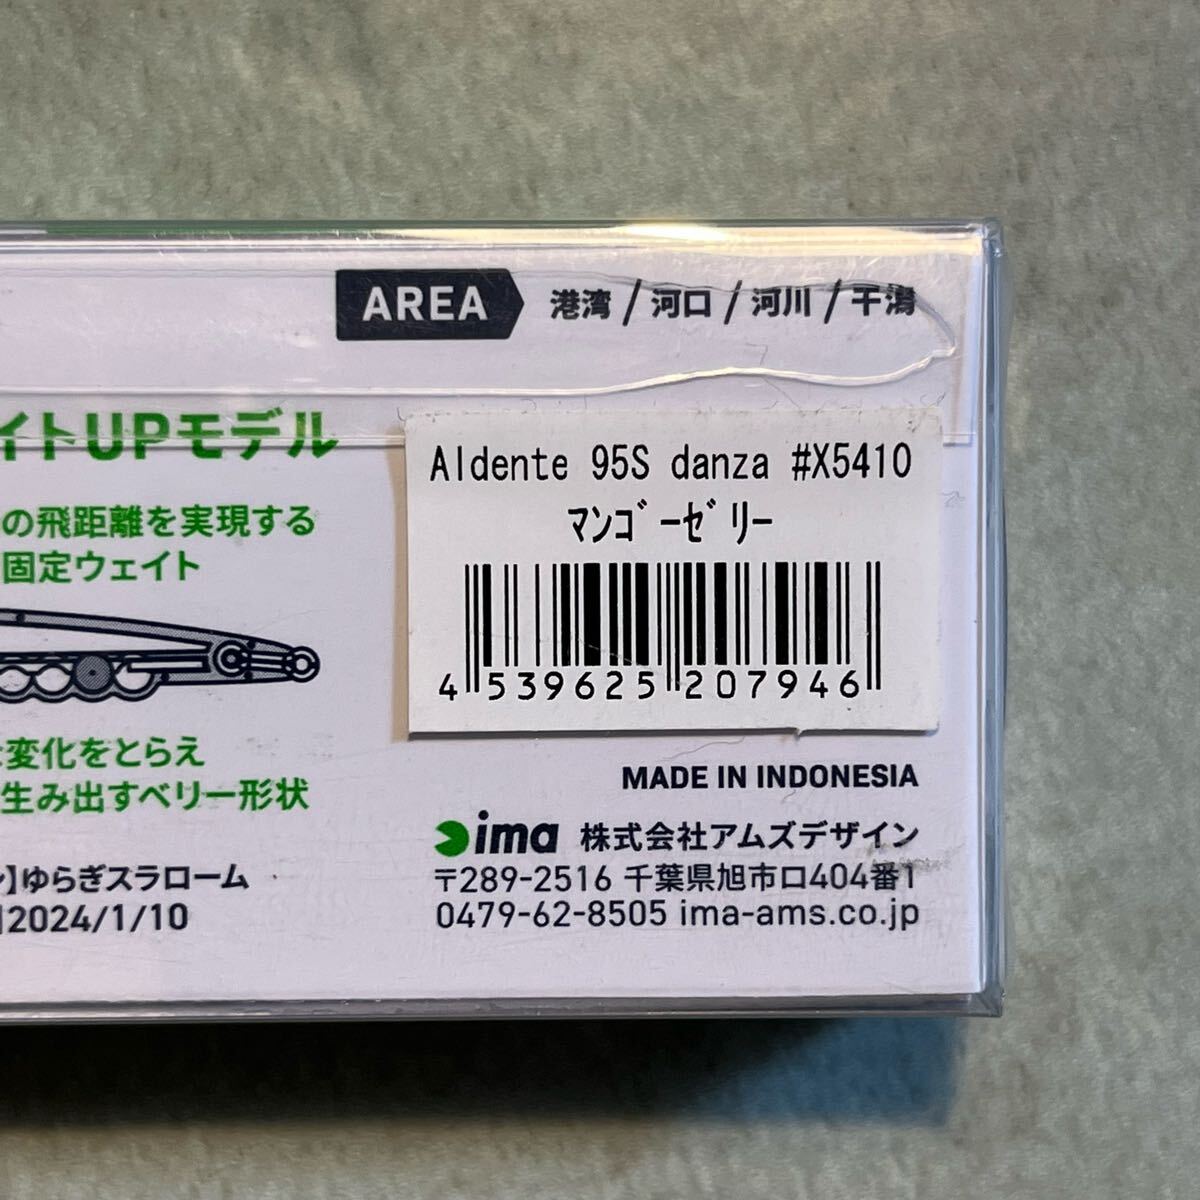 AREA 港湾 / 河口 / 河川 / 干潟
イトUPモデル
の飛距離を実現する
固定ウェイト
変化をとらえ
生み出すベリー形状
】ゆらぎスラローム
2024/1/10
Aldente 95S danza #X5410
ﾏﾝｺﾞｰｾﾞﾘｰ
4 539625 207946
MADE IN INDONESIA
ima 株式会社アムズデザイン
〒289-2516 千葉県旭市ロ404番1
0479-62-8505 ima-ams.co.jp